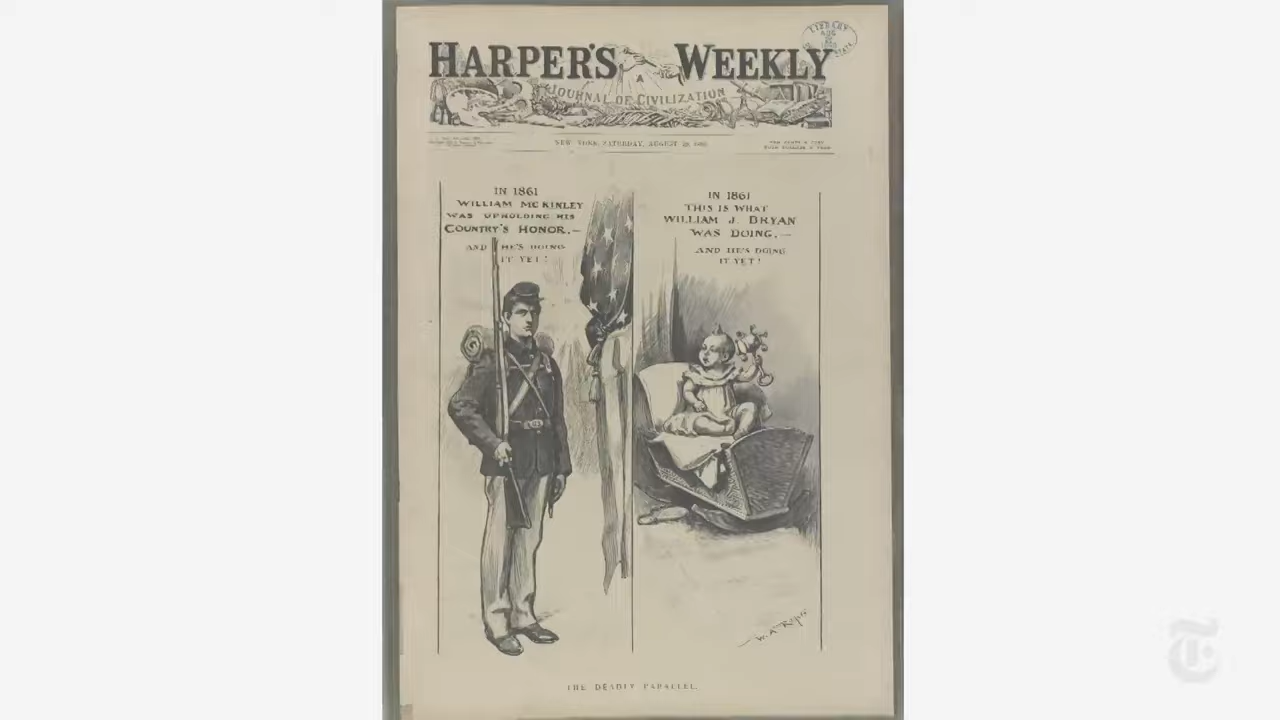 LIBRARY
HARPER'S WEEKLY
A
JOURNAL OF CIVILIZATION
NEW YORK, SATURDAY, AUGUST
IN 1861
WILLIAM MCKINLEY
WAS UPHOLDING HIS
COUNTRY'S HONOR.—
AND HE'S DOING
IT YET!
IN 1861
THIS IS WHAT
WILLIAM J. BRYAN
WAS DOING.—
AND HE'S DOING
IT YET!
W. A. Rogers
THE DEADLY PARALLEL.
T